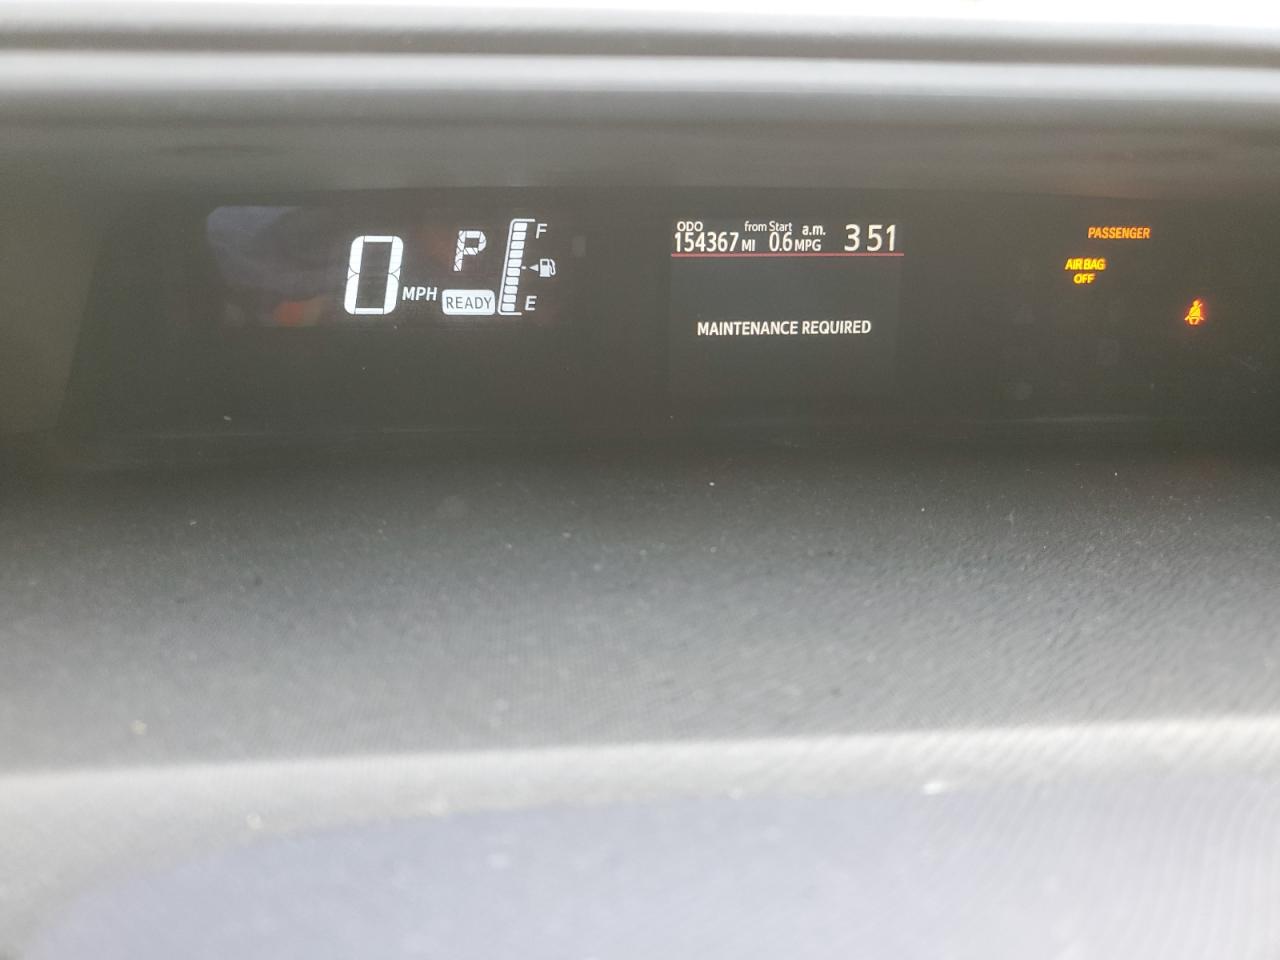 0 MPH
P
READY
F
E
ODO from Start a.m.
154367 MI 0.6 MPG 3 51
MAINTENANCE REQUIRED
PASSENGER
AIR BAG
OFF